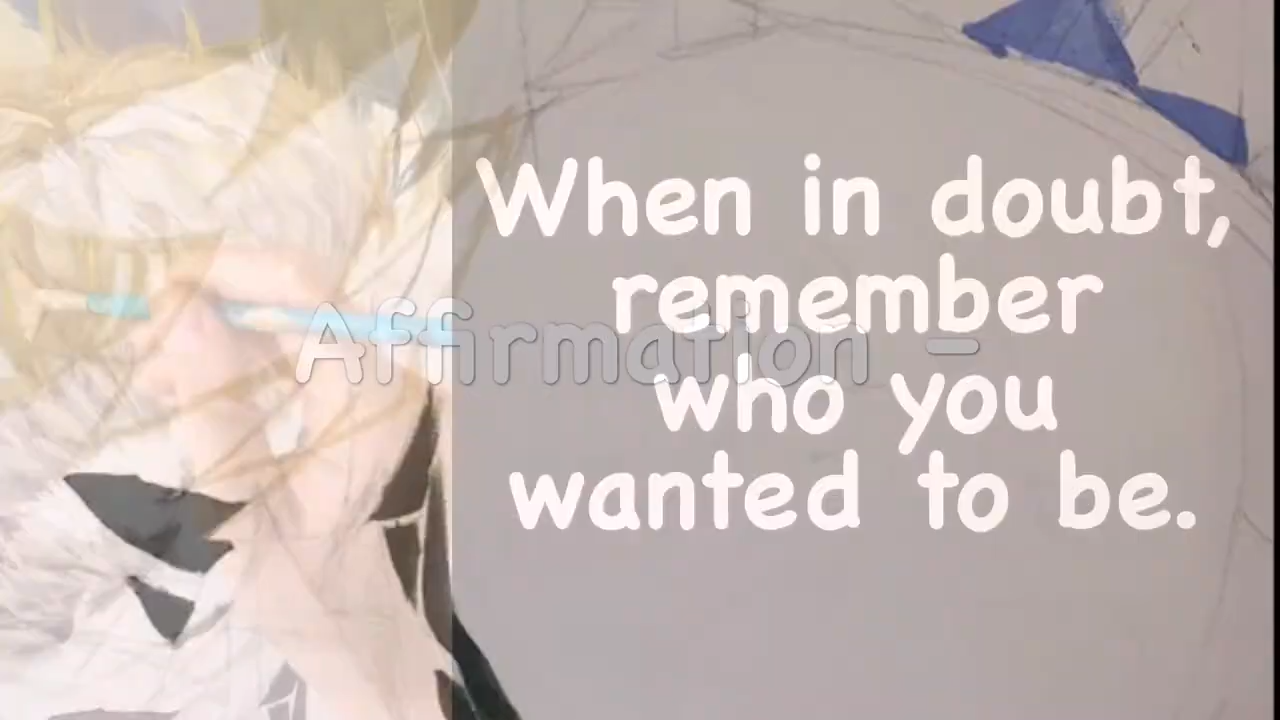 When in doubt,
remember
Affirmation –
who you
wanted to be.